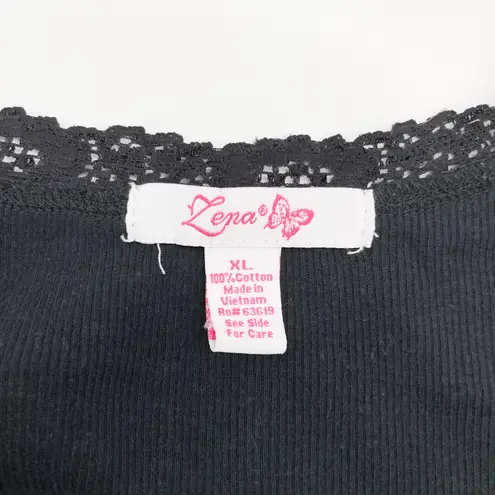 Zena®
XL
100%Cotton
Made in
Vietnam
Rn# 63619
See Side
For Care